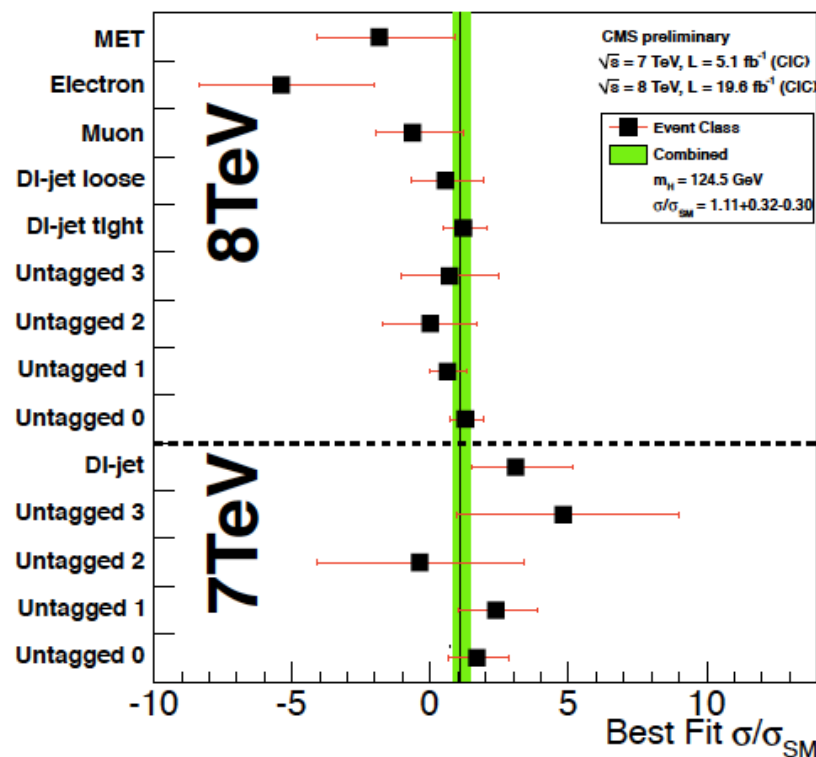 MET
Electron
Muon
DI-jet loose
DI-jet tight
Untagged 3
Untagged 2
Untagged 1
Untagged 0
DI-jet
Untagged 3
Untagged 2
Untagged 1
Untagged 0
8TeV
7TeV
CMS preliminary
√s = 7 TeV, L = 5.1 fb⁻¹ (CIC)
√s = 8 TeV, L = 19.6 fb⁻¹ (CIC)
Event Class
Combined
m_H = 124.5 GeV
σ/σ_SM = 1.11+0.32-0.30
-10 -5 0 5 10
Best Fit σ/σ_SM